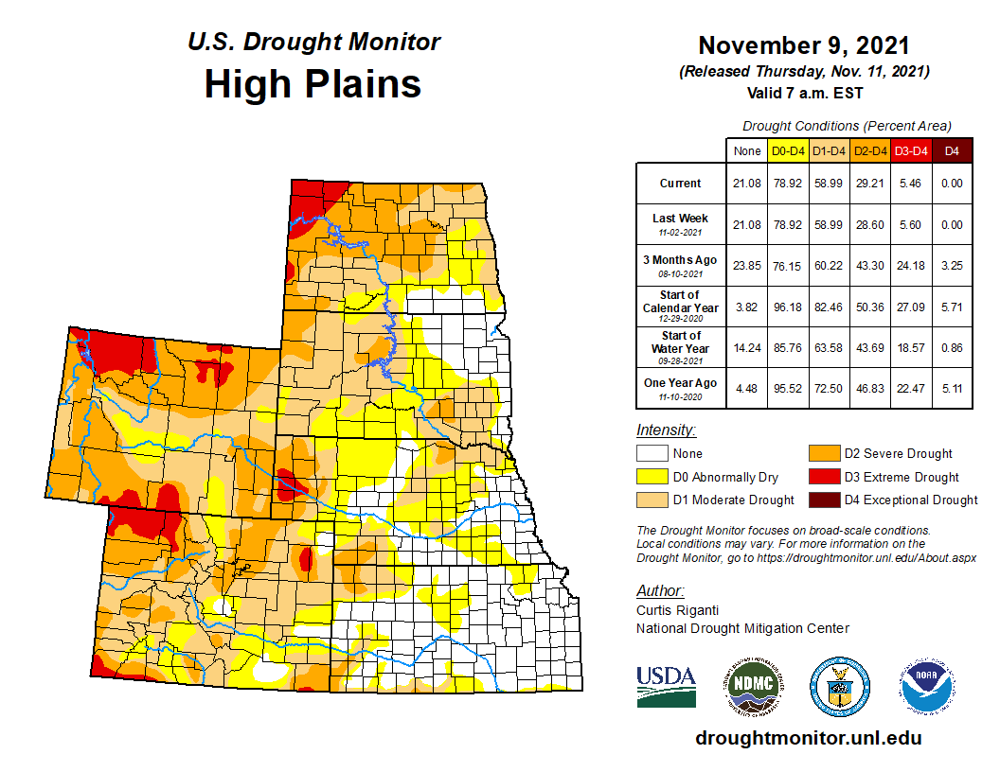 U.S. Drought Monitor
High Plains
November 9, 2021
(Released Thursday, Nov. 11, 2021)
Valid 7 a.m. EST
Drought Conditions (Percent Area)
None D0-D4 D1-D4 D2-D4 D3-D4 D4
Current 21.08 78.92 58.99 29.21 5.46 0.00
Last Week
11-02-2021
21.08 78.92 58.99 28.60 5.60 0.00
3 Months Ago
08-10-2021
23.85 76.15 60.22 43.30 24.18 3.25
Start of
Calendar Year
12-29-2020
3.82 96.18 82.46 50.36 27.09 5.71
Start of
Water Year
09-28-2021
14.24 85.76 63.58 43.69 18.57 0.86
One Year Ago
11-10-2020
4.48 95.52 72.50 46.83 22.47 5.11
Intensity:
None
D0 Abnormally Dry
D1 Moderate Drought
D2 Severe Drought
D3 Extreme Drought
D4 Exceptional Drought
The Drought Monitor focuses on broad-scale conditions.
Local conditions may vary. For more information on the
Drought Monitor, go to https://droughtmonitor.unl.edu/About.aspx
Author:
Curtis Riganti
National Drought Mitigation Center
USDA
NDMC
NOAA
droughtmonitor.unl.edu